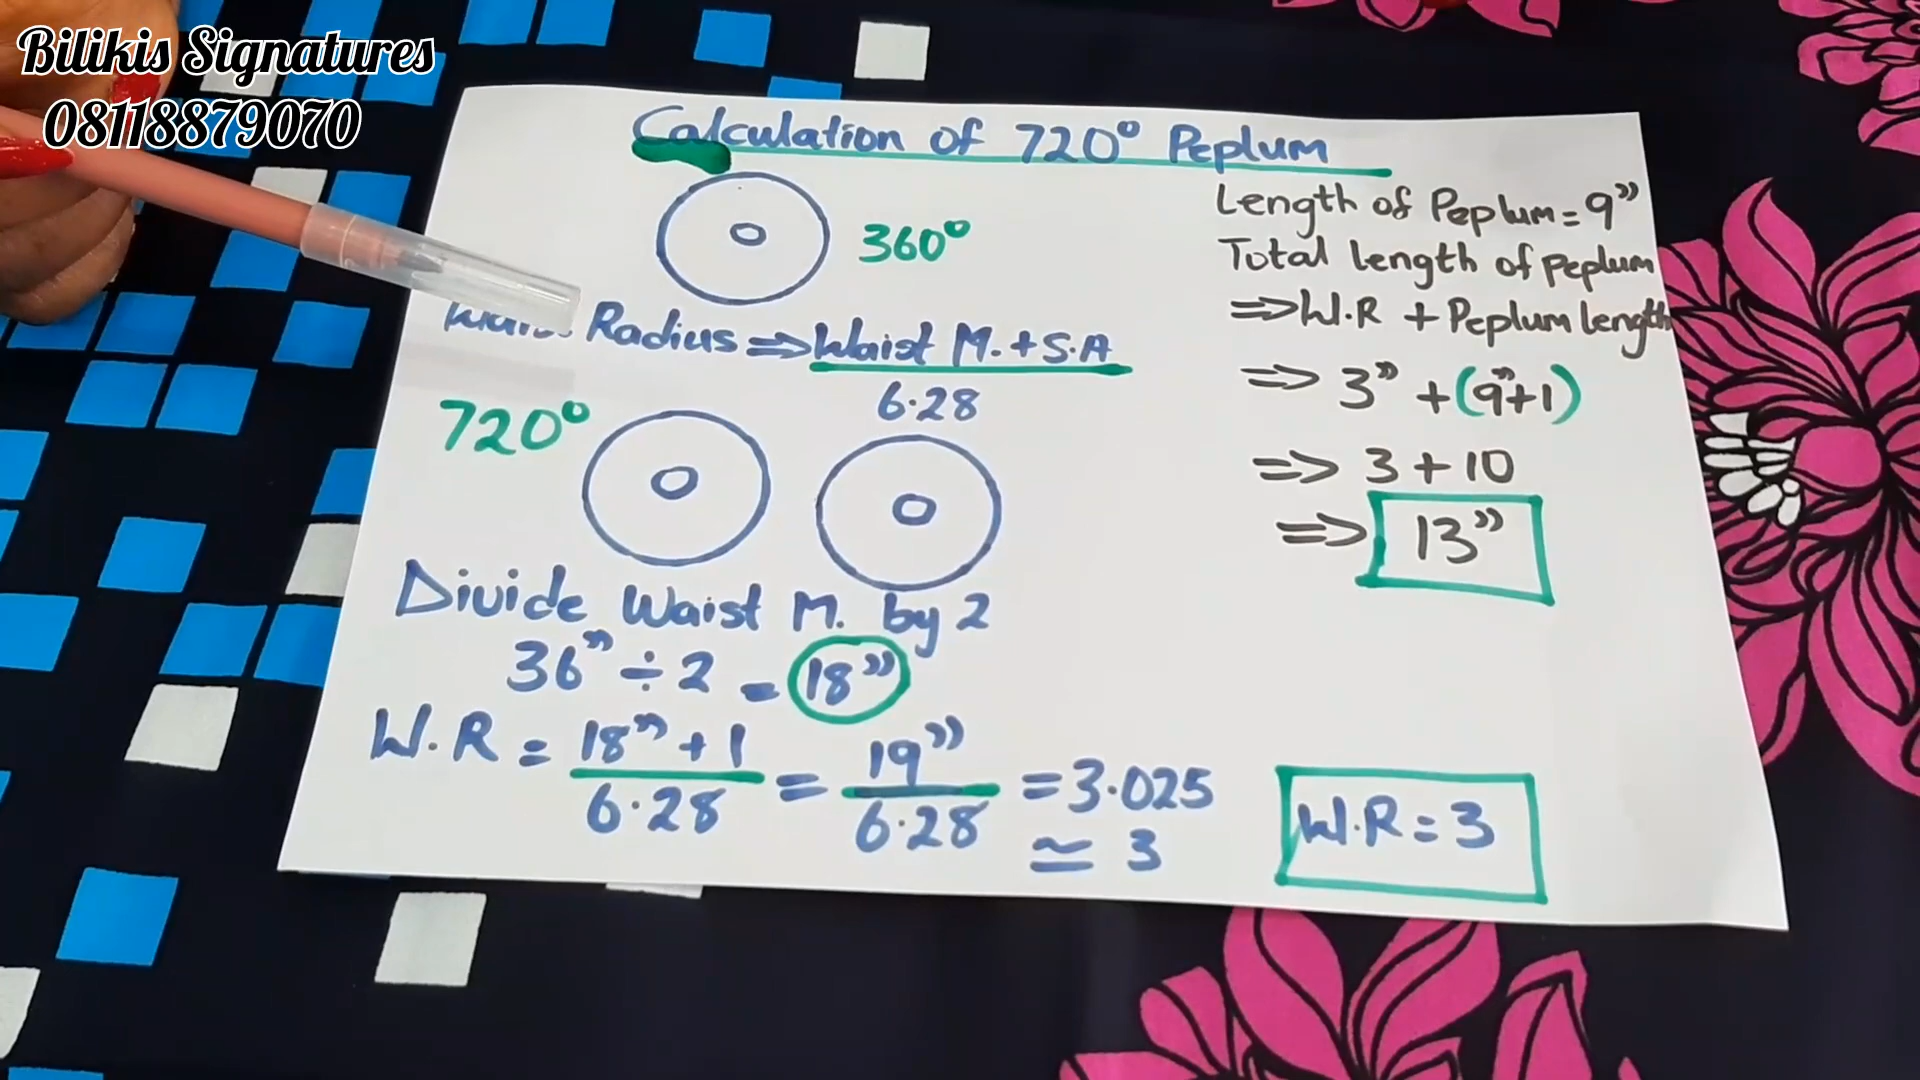 Bilikis Signatures
08118879070
Calculation of 720° Peplum
360°
Radius ⇒ Waist M. + S.A
6.28
720°
Divide Waist M. by 2
36” ÷ 2 = 18”
W.R = 18” + 1 = 19” = 3.025
6.28 6.28 ≃ 3
Length of Peplum = 9”
Total length of peplum
⇒ W.R + Peplum length
⇒ 3” + (9”+1)
⇒ 3 + 10
⇒ 13”
W.R = 3